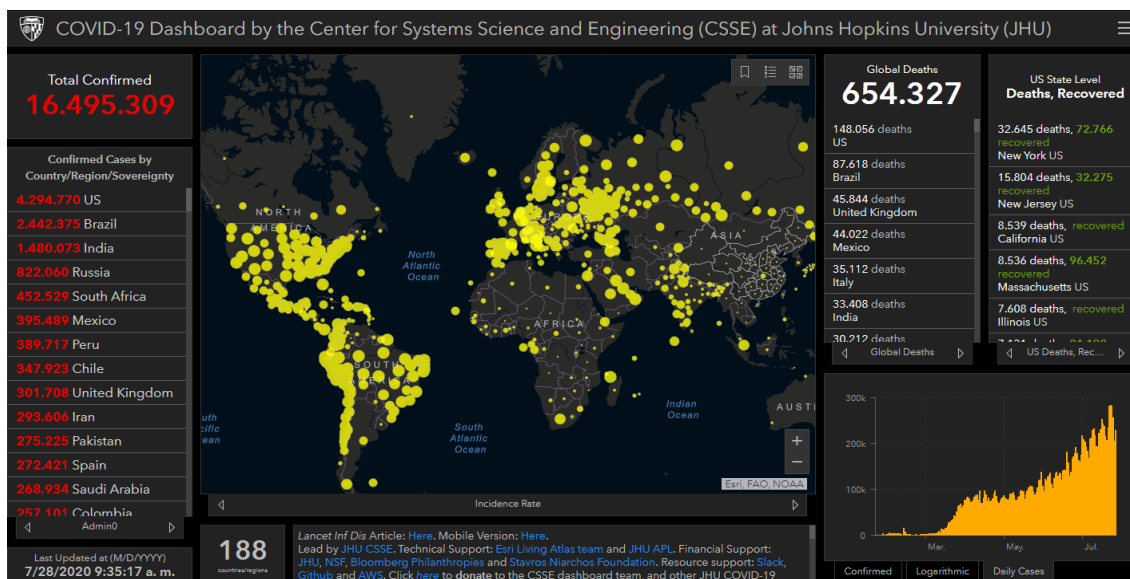 COVID-19 Dashboard by the Center for Systems Science and Engineering (CSSE) at Johns Hopkins University (JHU)
Total Confirmed
16.495.309
Confirmed Cases by
Country/Region/Sovereignty
4.294.770 US
2.442.375 Brazil
1.480.073 India
822.060 Russia
452.529 South Africa
395.489 Mexico
389.717 Peru
347.923 Chile
301.708 United Kingdom
293.606 Iran
275.225 Pakistan
272.421 Spain
268.934 Saudi Arabia
257.101 Colombia
Admin0
Last Updated at (M/D/YYYY)
7/28/2020 9:35:17 a. m.
NORTH
AMERICA
North
Atlantic
Ocean
EUROPE
ASIA
AFRICA
SOUTH
AMERICA
Indian
Ocean
AUST
uth
cific
ean
South
Atlantic
Ocean
+
−
Esri, FAO, NOAA
Incidence Rate
188
countries/regions
Lancet Inf Dis Article: Here. Mobile Version: Here.
Lead by JHU CSSE. Technical Support: Esri Living Atlas team and JHU APL. Financial Support:
JHU, NSF, Bloomberg Philanthropies and Stavros Niarchos Foundation. Resource support: Slack,
Github and AWS. Click here to donate to the CSSE dashboard team, and other JHU COVID-19
Global Deaths
654.327
148.056 deaths
US
87.618 deaths
Brazil
45.844 deaths
United Kingdom
44.022 deaths
Mexico
35.112 deaths
Italy
33.408 deaths
India
30.212 deaths
Global Deaths
US State Level
Deaths, Recovered
32.645 deaths, 72.766
recovered
New York US
15.804 deaths, 32.275
recovered
New Jersey US
8.539 deaths, recovered
California US
8.536 deaths, 96.452
recovered
Massachusetts US
7.608 deaths, recovered
Illinois US
US Deaths, Rec...
300k
200k
100k
0
Mar.
May.
Jul.
Confirmed
Logarithmic
Daily Cases